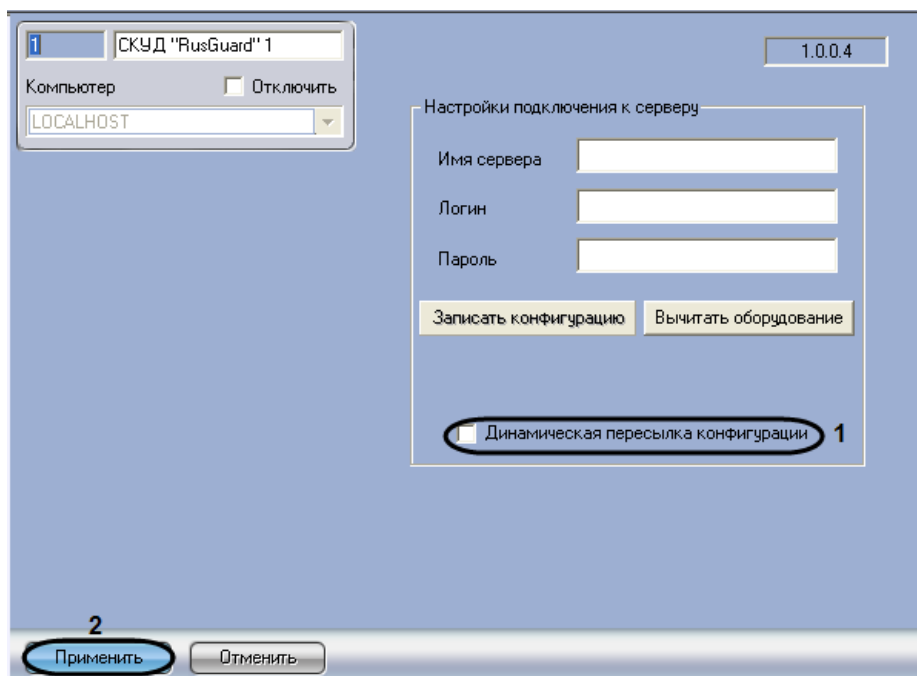 1 СКУД "RusGuard" 1
1.0.0.4
Компьютер Отключить
LOCALHOST
Настройки подключения к серверу
Имя сервера
Логин
Пароль
Записать конфигурацию Вычитать оборудование
Динамическая пересылка конфигурации 1
2
Применить Отменить